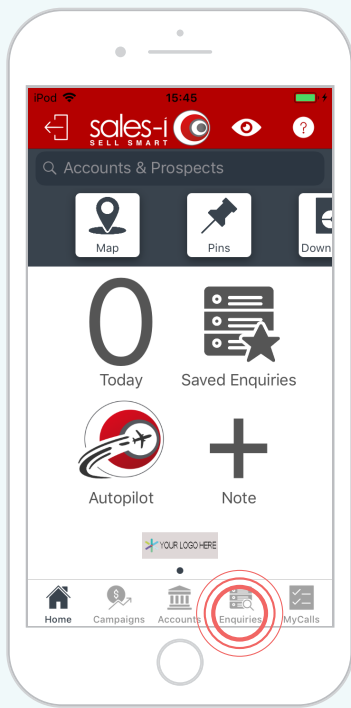 iPod 15:45
sales-i
SELL SMART
?
Accounts & Prospects
Map Pins Down
0
Today Saved Enquiries
Autopilot Note
YOUR LOGO HERE
Home Campaigns Accounts Enquiries MyCalls